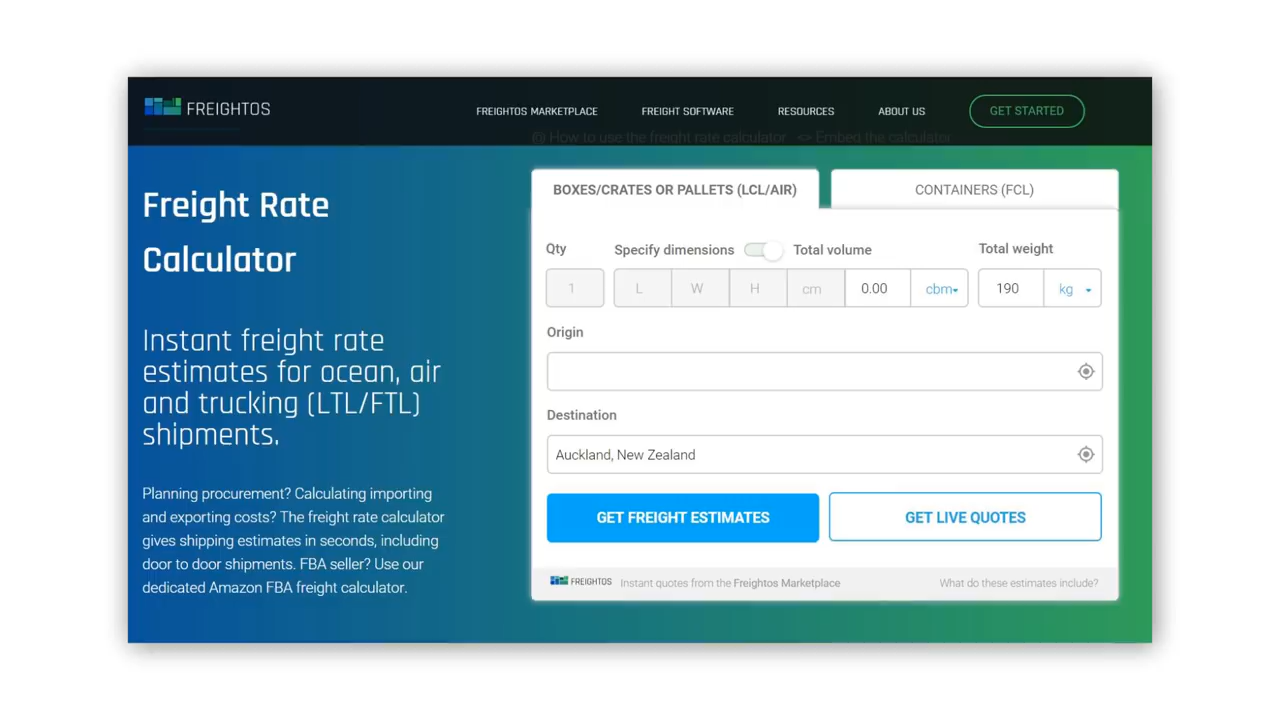 FREIGHTOS
FREIGHTOS MARKETPLACE
FREIGHT SOFTWARE
RESOURCES
ABOUT US
GET STARTED
How to use the freight rate calculator <> Embed the calculator
Freight Rate
Calculator
Instant freight rate
estimates for ocean, air
and trucking (LTL/FTL)
shipments.
Planning procurement? Calculating importing
and exporting costs? The freight rate calculator
gives shipping estimates in seconds, including
door to door shipments. FBA seller? Use our
dedicated Amazon FBA freight calculator.
BOXES/CRATES OR PALLETS (LCL/AIR)
CONTAINERS (FCL)
Qty
Specify dimensions
Total volume
Total weight
1
L
W
H
cm
0.00
cbm
190
kg
Origin
Destination
Auckland, New Zealand
GET FREIGHT ESTIMATES
GET LIVE QUOTES
FREIGHTOS
Instant quotes from the Freightos Marketplace
What do these estimates include?